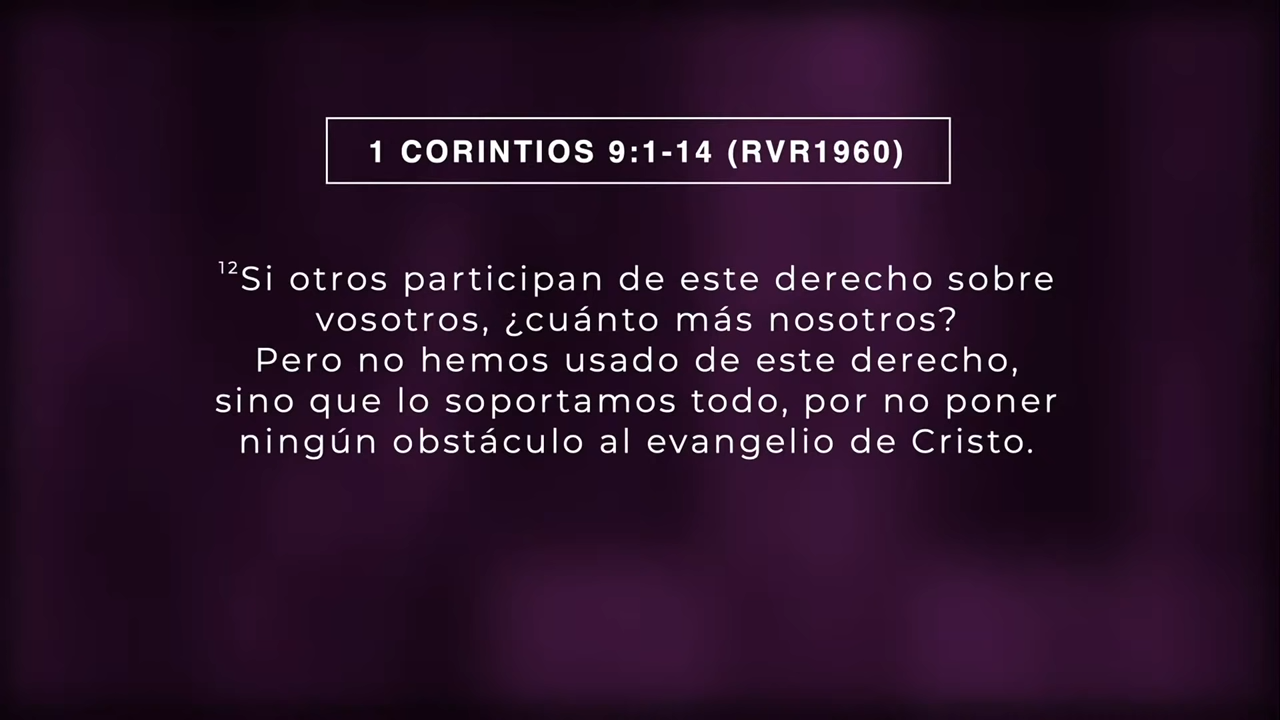 1 CORINTIOS 9:1-14 (RVR1960)
¹²Si otros participan de este derecho sobre
vosotros, ¿cuánto más nosotros?
Pero no hemos usado de este derecho,
sino que lo soportamos todo, por no poner
ningún obstáculo al evangelio de Cristo.